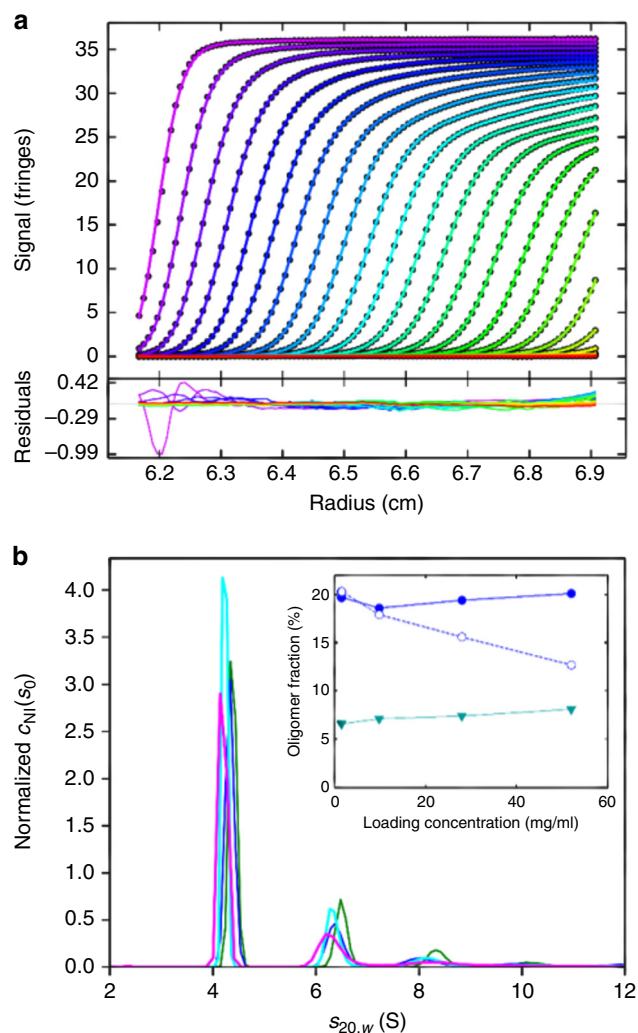 a
35
30
25
20
15
10
5
0
Signal (fringes)
0.42
−0.29
−0.99
Residuals
6.2 6.3 6.4 6.5 6.6 6.7 6.8 6.9
Radius (cm)
b
4.0
3.5
3.0
2.5
2.0
1.5
1.0
0.5
0.0
Normalized cNI(s0)
20
15
10
5
0
Oligomer fraction (%)
0 20 40 60
Loading concentration (mg/ml)
2 4 6 8 10 12
s20,w (S)